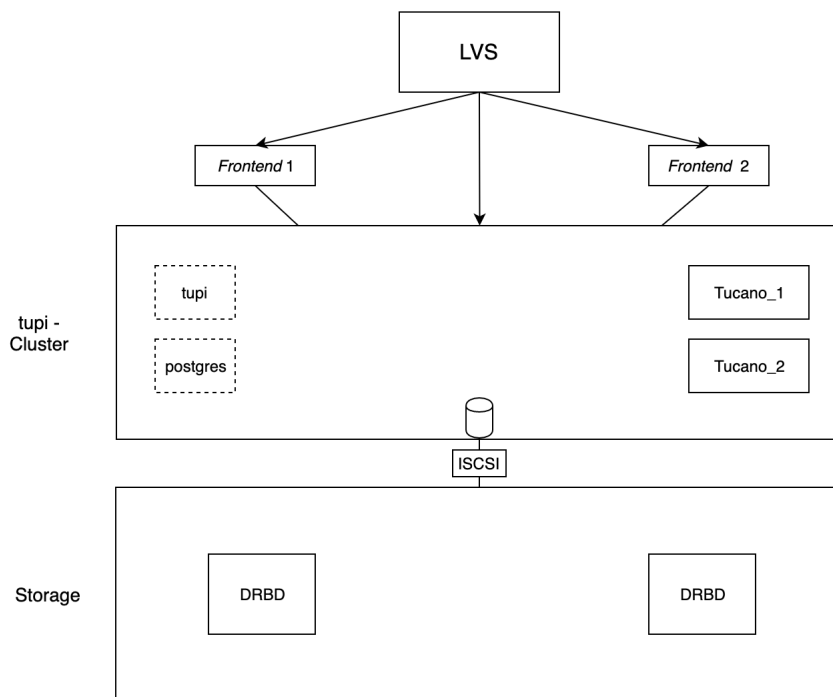 LVS
Frontend 1
Frontend 2
tupi -
Cluster
tupi
postgres
Tucano_1
Tucano_2
ISCSI
Storage
DRBD
DRBD